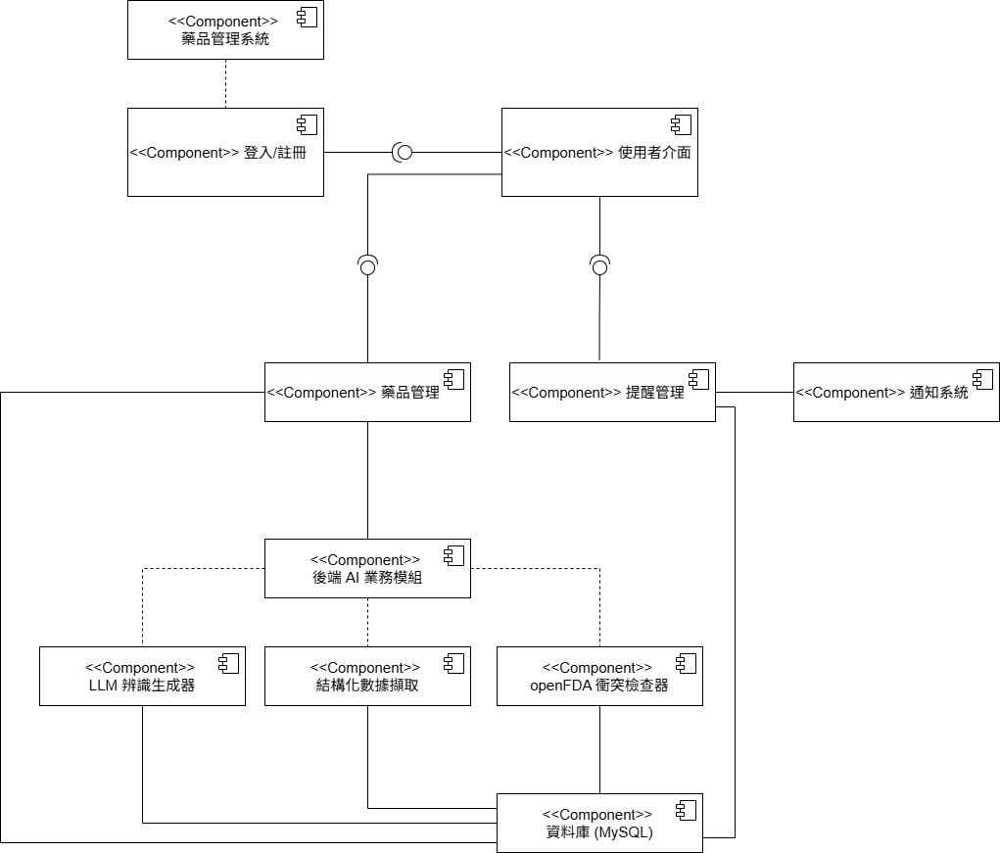 <<Component>>
藥品管理系統
<<Component>> 登入/註冊
<<Component>> 使用者介面
<<Component>> 藥品管理
<<Component>> 提醒管理
<<Component>> 通知系統
<<Component>>
後端 AI 業務模組
<<Component>>
LLM 辨識生成器
<<Component>>
結構化數據擷取
<<Component>>
openFDA 衝突檢查器
<<Component>>
資料庫 (MySQL)